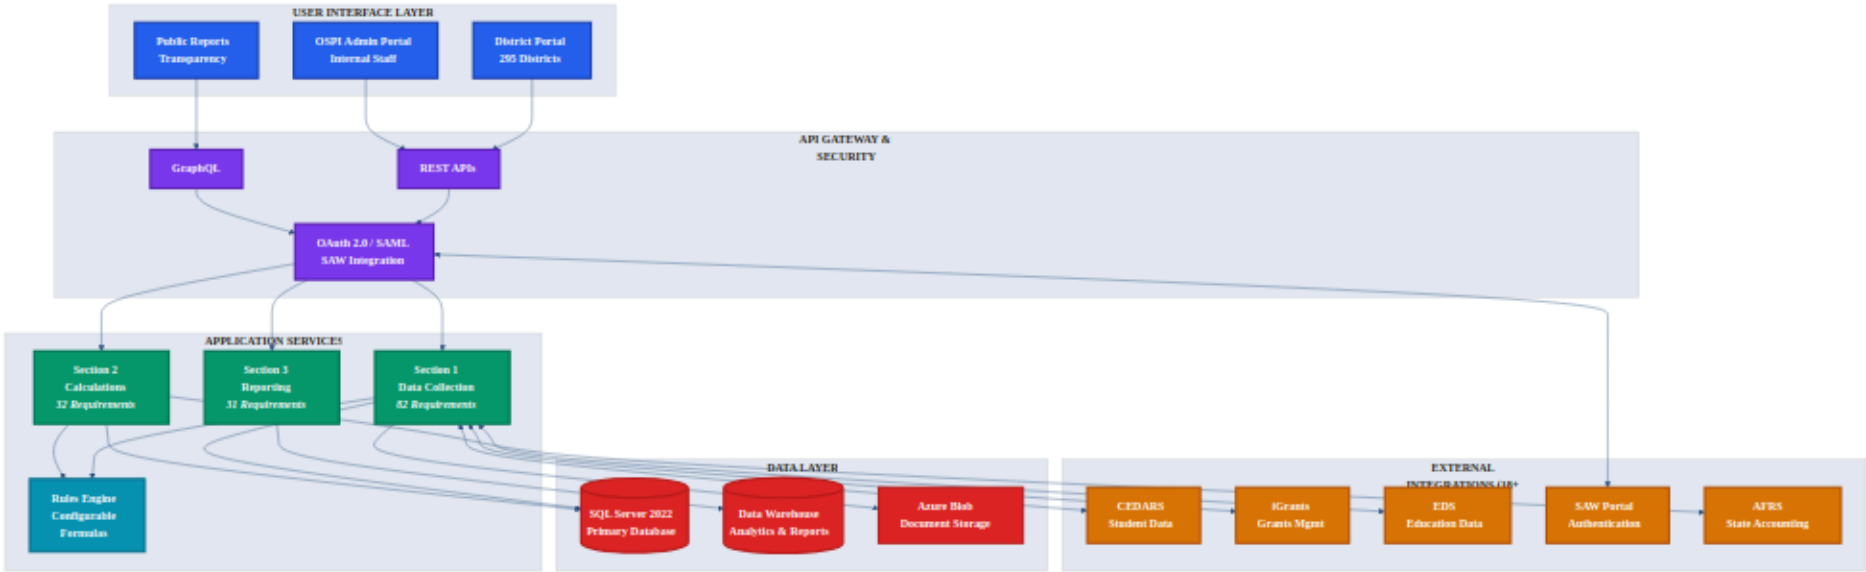 USER INTERFACE LAYER
Public Reports
Transparency
OSPI Admin Portal
Internal Staff
District Portal
295 Districts
API GATEWAY &
SECURITY
GraphQL
REST APIs
OAuth 2.0 / SAML
SAW Integration
APPLICATION SERVICES
Section 2
Calculations
32 Requirements
Section 3
Reporting
31 Requirements
Section 1
Data Collection
82 Requirements
Rules Engine
Configurable
Formulas
DATA LAYER
SQL Server 2022
Primary Database
Data Warehouse
Analytics & Reports
Azure Blob
Document Storage
EXTERNAL
INTEGRATIONS (18+
CEDARS
Student Data
iGrants
Grants Mgmt
EDS
Education Data
SAW Portal
Authentication
AFRS
State Accounting